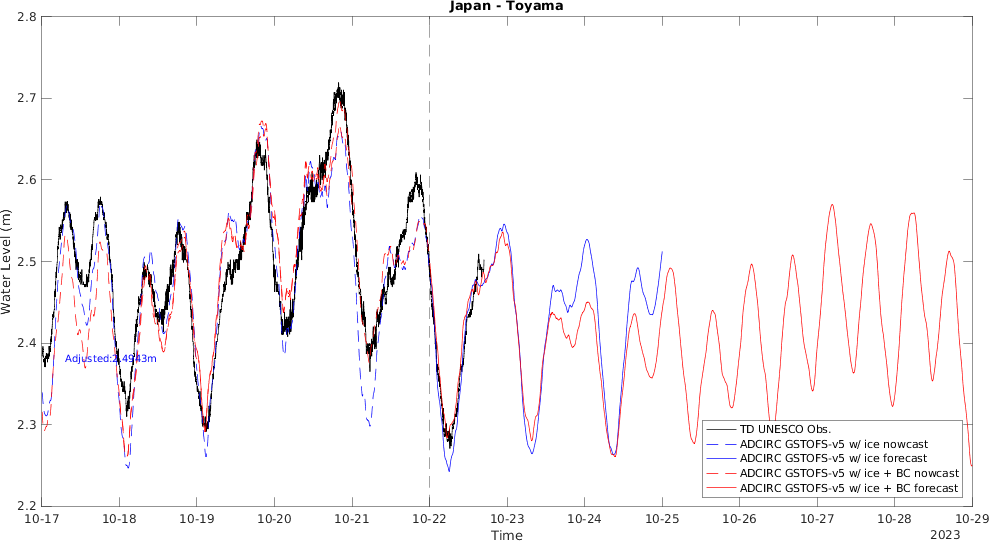 Japan - Toyama
2.8
2.7
2.6
2.5
2.4
2.3
2.2
Water Level (m)
Adjusted:2.4943m
TD UNESCO Obs.
ADCIRC GSTOFS-v5 w/ ice nowcast
ADCIRC GSTOFS-v5 w/ ice forecast
ADCIRC GSTOFS-v5 w/ ice + BC nowcast
ADCIRC GSTOFS-v5 w/ ice + BC forecast
10-17 10-18 10-19 10-20 10-21 10-22 10-23 10-24 10-25 10-26 10-27 10-28 10-29
Time
2023